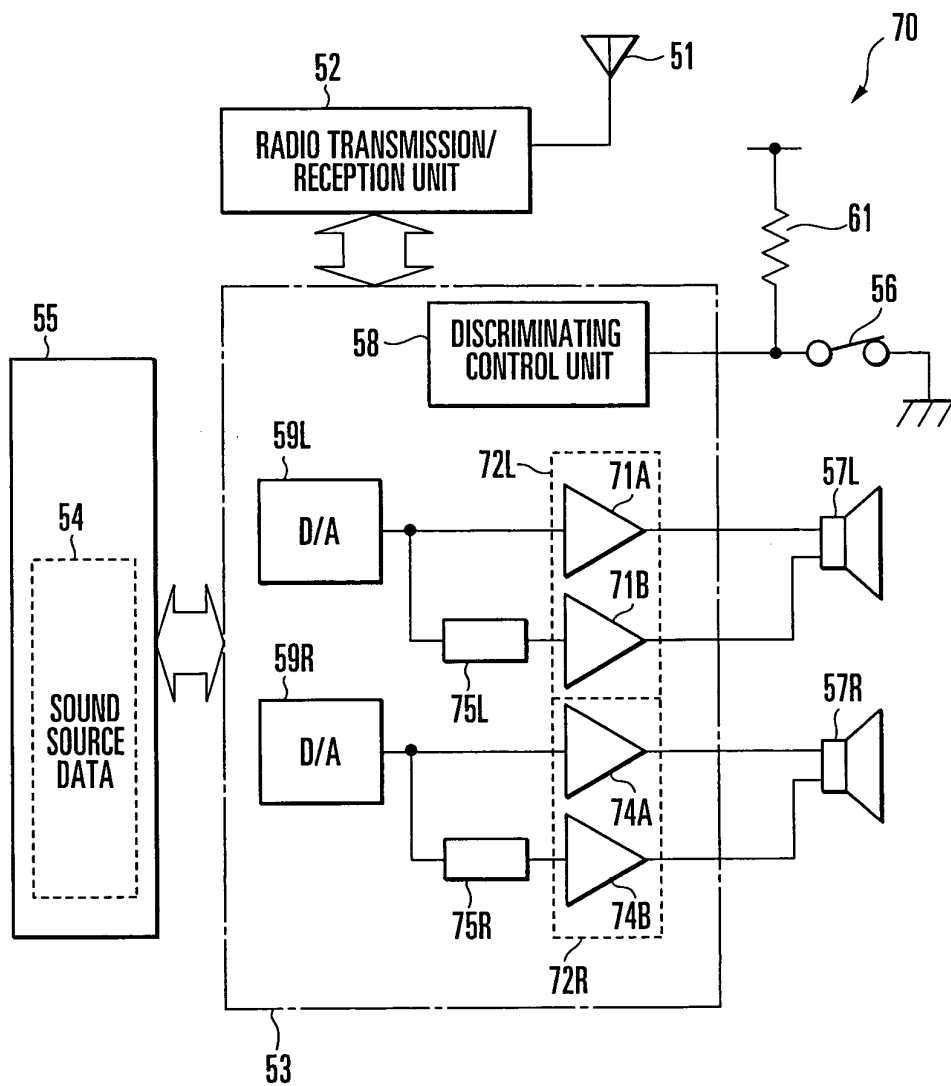 70
52
51
RADIO TRANSMISSION/
RECEPTION UNIT
61
56
55
58
DISCRIMINATING
CONTROL UNIT
59L
72L
71A
57L
54
D/A
71B
59R
75L
57R
SOUND
SOURCE
DATA
D/A
74A
75R
74B
72R
53